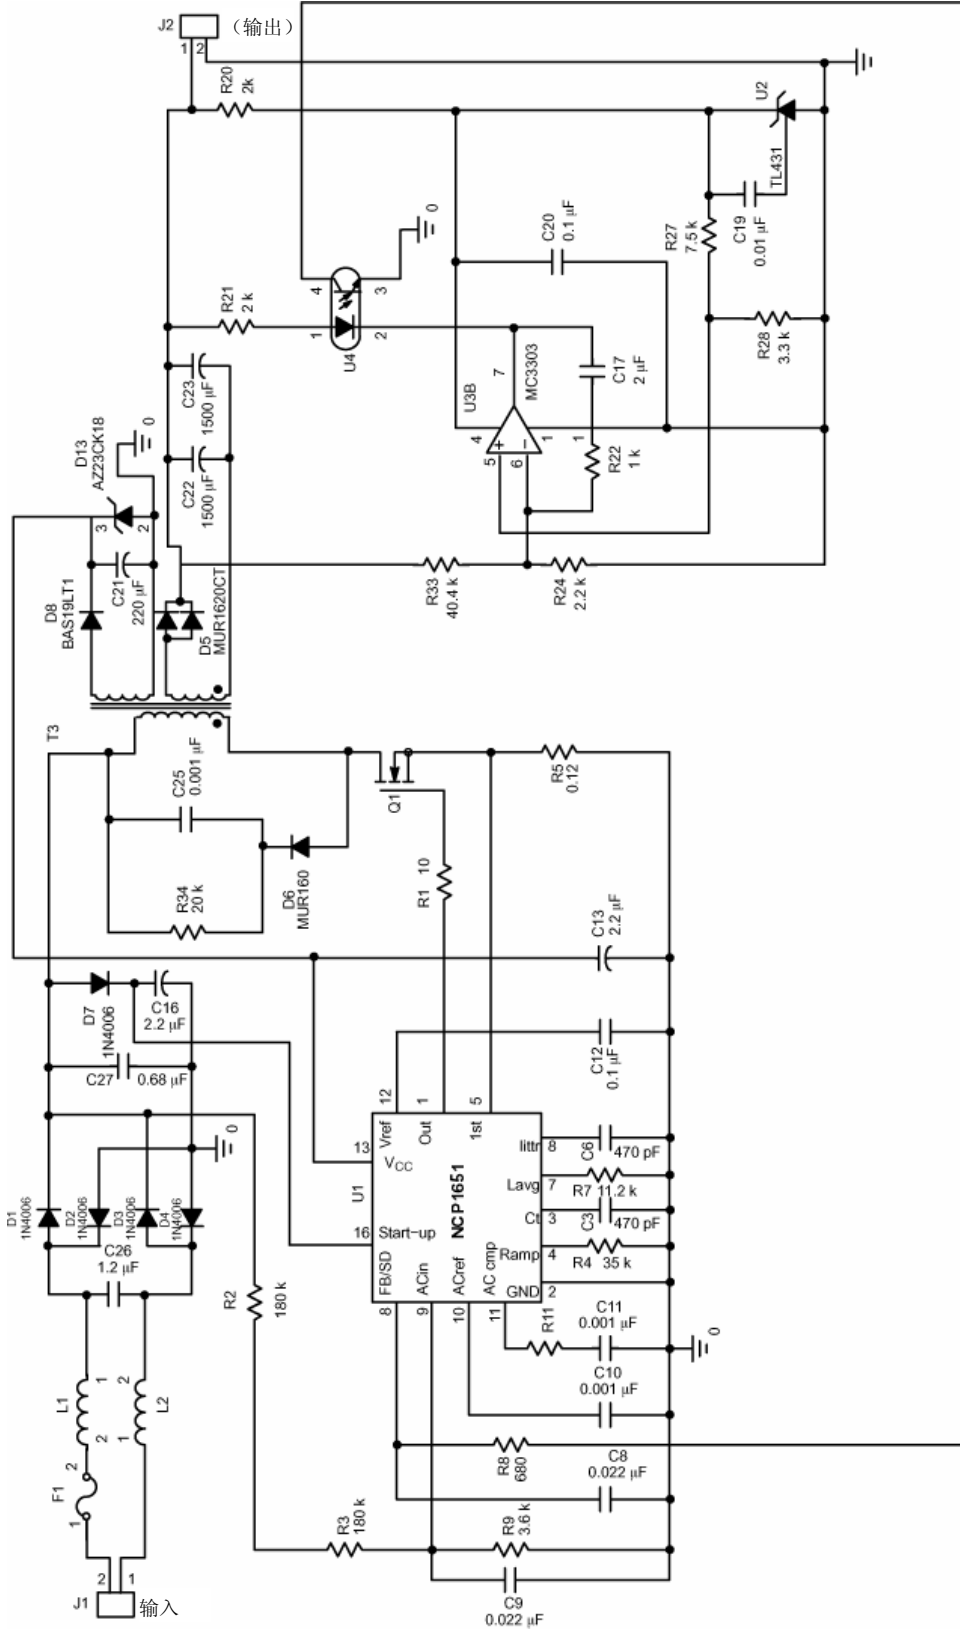 J2
（输出）
1 2
R20
2k
U2
TL431
C19
0.01 µF
R27
7.5 k
C20
0.1 µF
R28
3.3 k
0
4
3
1
2
U4
R21
2 k
C23
1500 µF
C22
1500 µF
7
MC3303
U3B
4
1
5
6
+
−
C17
2 µF
1
R22
1 k
R33
40.4 k
R24
2.2 k
D13
AZ23CK18
0
3
2
D8
BAS19LT1
C21
220 µF
D5
MUR1620CT
T3
C25
0.001 µF
R34
20 k
D6
MUR160
Q1
R5
0.12
R1 10
C13
2.2 µF
C12
0.1 µF
D7
1N4006
C16
2.2 µF
C27
0.68 µF
0
D1
1N4006
D2
1N4006
D3
1N4006
D4
1N4006
C26
1.2 µF
R2
180 k
12
1
5
13
16
U1
NCP1651
Vref
Out
1st
VCC
Start-up
FB/SD
ACin
ACref
AC cmp
Iittr
Lavg
Ct
Ramp
GND
8
7
3
4
2
8
9
10
11
C6
470 pF
R7 11.2 k
C3
470 pF
R4 35 k
R11
C11
0.001 µF
C10
0.001 µF
0
R8
680
C8
0.022 µF
R3
180 k
R9
3.6 k
C9
0.022 µF
L1
1
2
L2
2
1
F1
2
1
2
1
J1
输入